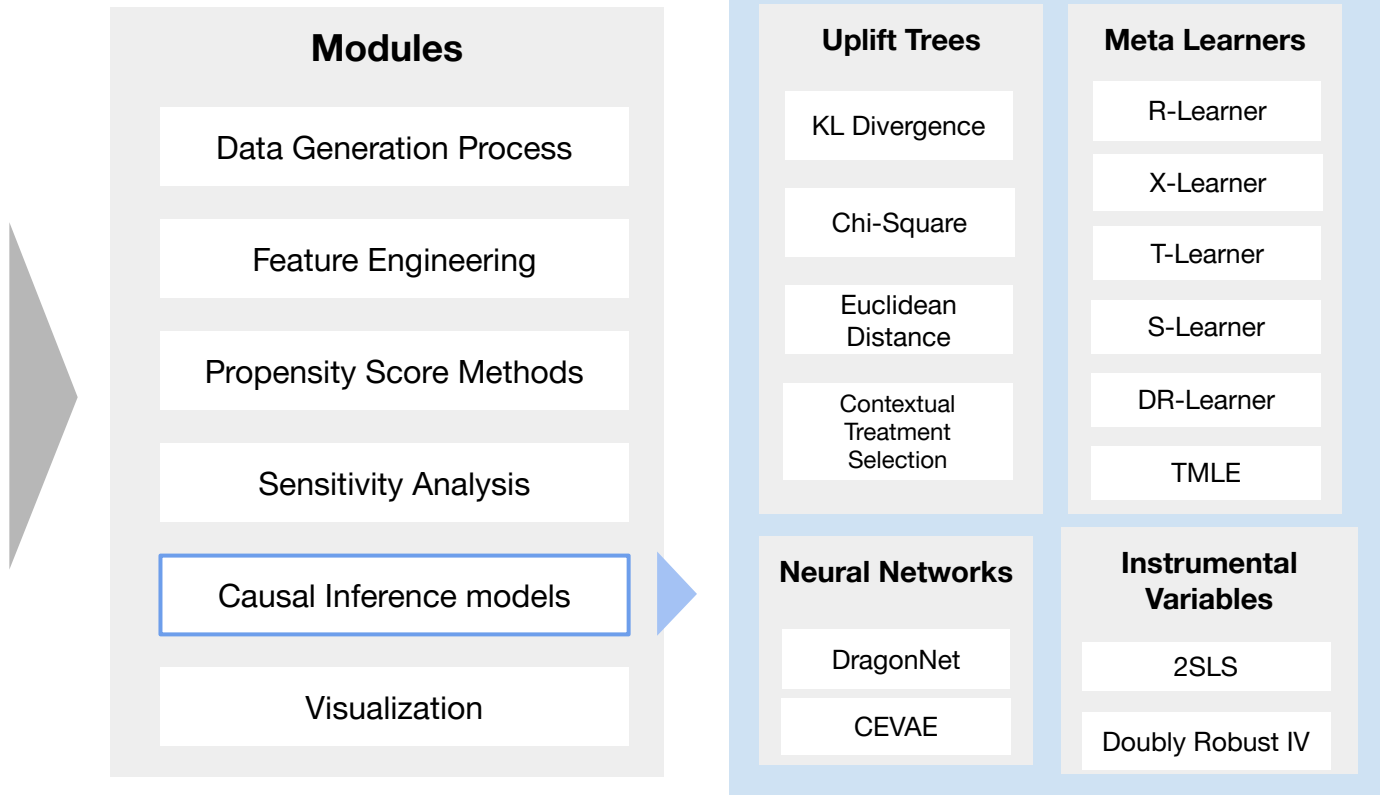 Modules
Data Generation Process
Feature Engineering
Propensity Score Methods
Sensitivity Analysis
Causal Inference models
Visualization
Uplift Trees
KL Divergence
Chi-Square
Euclidean
Distance
Contextual
Treatment
Selection
Meta Learners
R-Learner
X-Learner
T-Learner
S-Learner
DR-Learner
TMLE
Neural Networks
DragonNet
CEVAE
Instrumental
Variables
2SLS
Doubly Robust IV